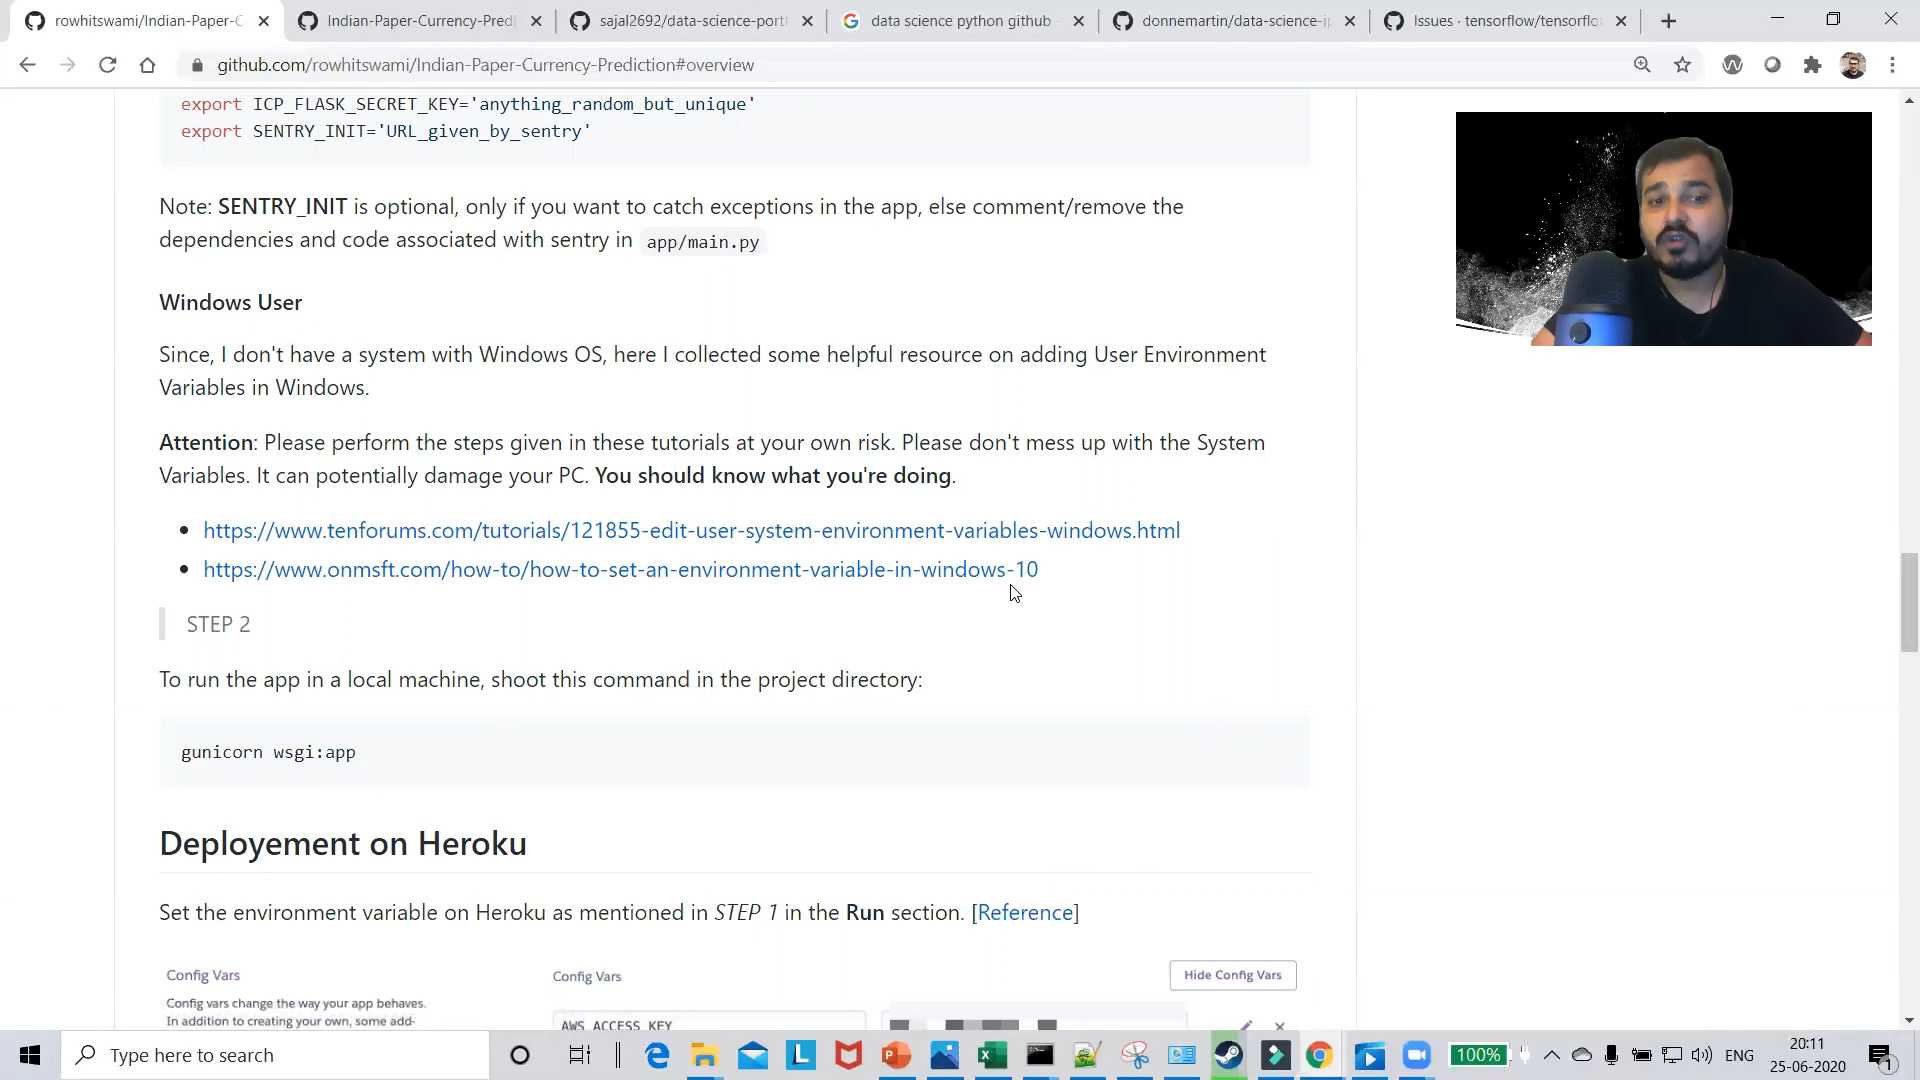 rowhitswami/Indian-Paper-C
Indian-Paper-Currency-Pred
sajal2692/data-science-port
data science python github
donnemartin/data-science-ip
Issues · tensorflow/tensorflo
github.com/rowhitswami/Indian-Paper-Currency-Prediction#overview
export ICP_FLASK_SECRET_KEY='anything_random_but_unique'
export SENTRY_INIT='URL_given_by_sentry'
Note: SENTRY_INIT is optional, only if you want to catch exceptions in the app, else comment/remove the
dependencies and code associated with sentry in app/main.py
Windows User
Since, I don't have a system with Windows OS, here I collected some helpful resource on adding User Environment
Variables in Windows.
Attention: Please perform the steps given in these tutorials at your own risk. Please don't mess up with the System
Variables. It can potentially damage your PC. You should know what you're doing.
https://www.tenforums.com/tutorials/121855-edit-user-system-environment-variables-windows.html
https://www.onmsft.com/how-to/how-to-set-an-environment-variable-in-windows-10
STEP 2
To run the app in a local machine, shoot this command in the project directory:
gunicorn wsgi:app
Deployement on Heroku
Set the environment variable on Heroku as mentioned in STEP 1 in the Run section. [Reference]
Config Vars
Config Vars
Hide Config Vars
Config vars change the way your app behaves.
In addition to creating your own, some add-
AWS_ACCESS_KEY
Type here to search
100%
ENG
20:11
25-06-2020
1